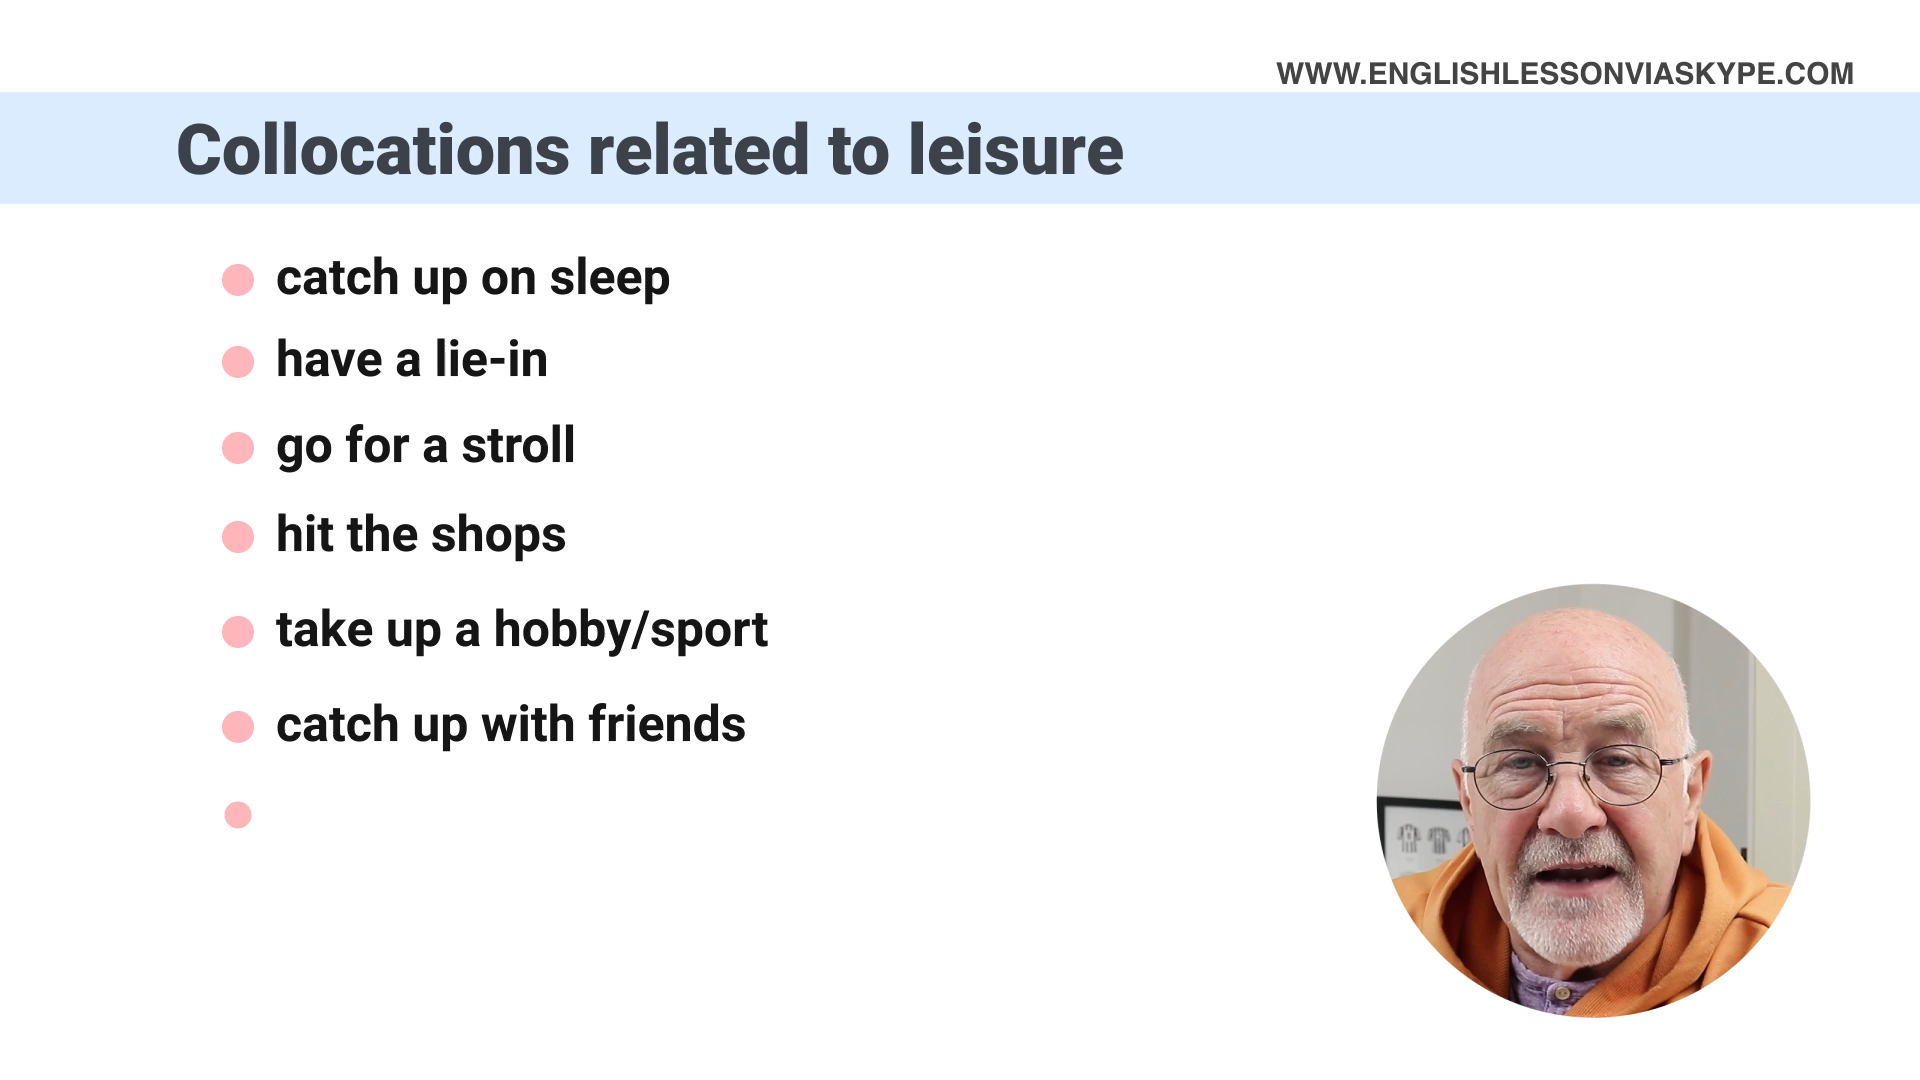 WWW.ENGLISHLESSONVIASKYPE.COM
Collocations related to leisure
catch up on sleep
have a lie-in
go for a stroll
hit the shops
take up a hobby/sport
catch up with friends